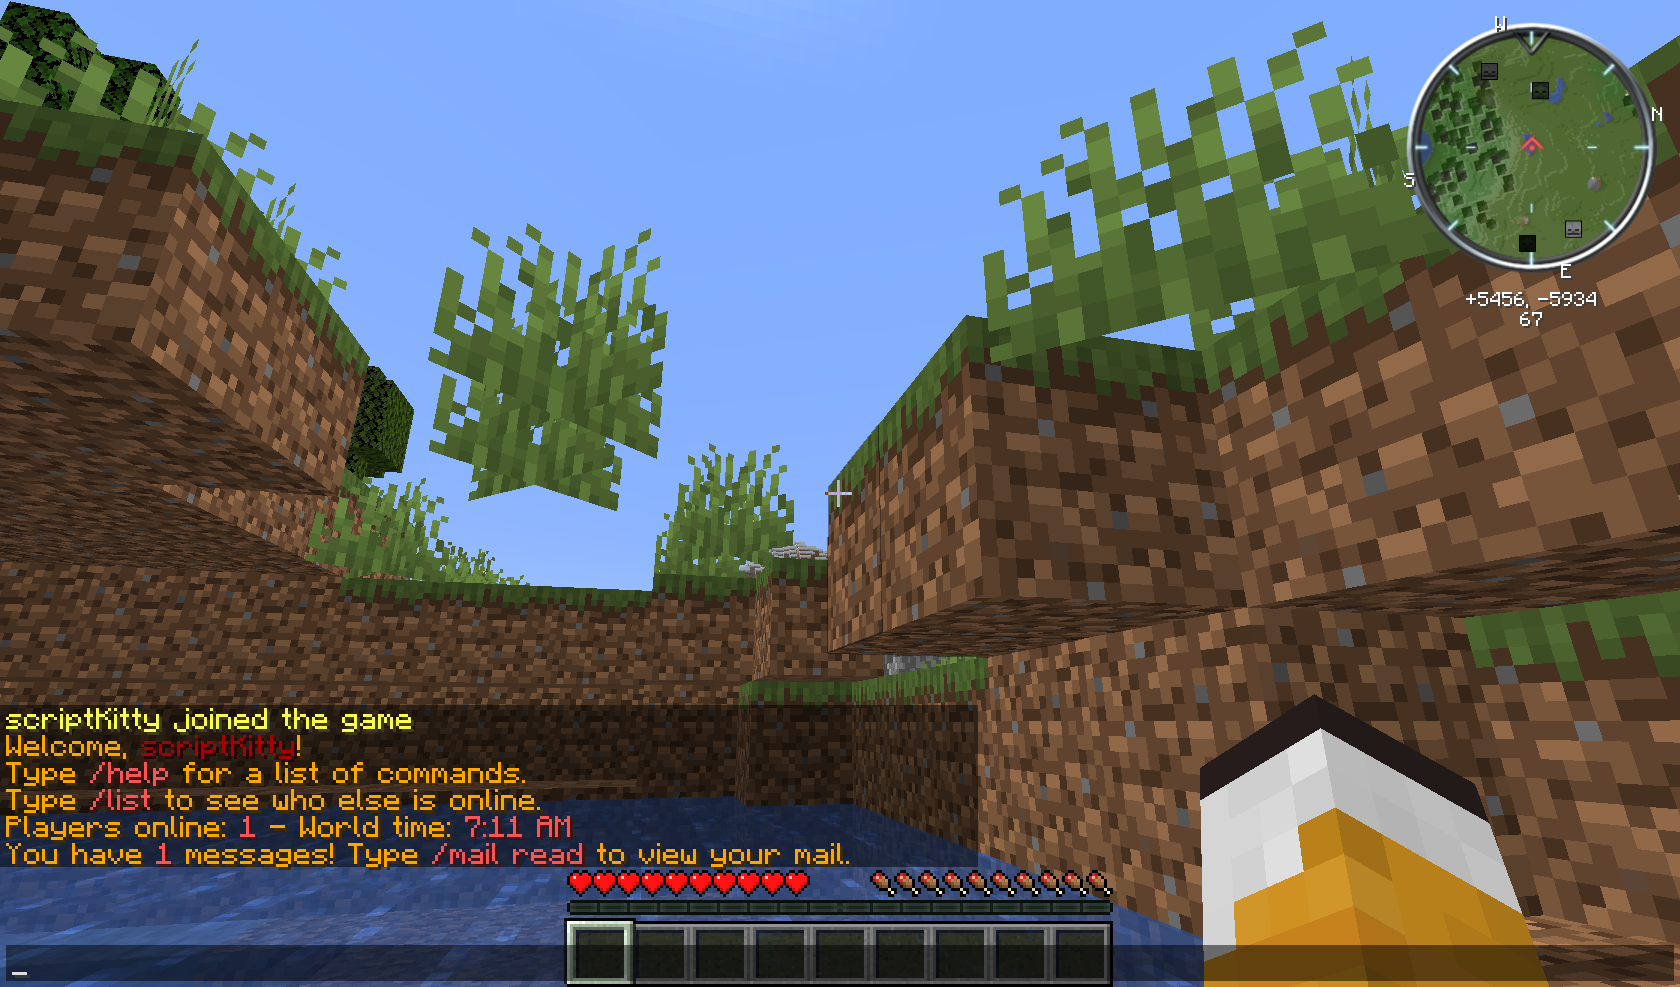 W
N
S
E
+5456, -5934
67
scriptKitty joined the game
Welcome, scriptKitty!
Type /help for a list of commands.
Type /list to see who else is online.
Players online: 1 - World time: 7:11 AM
You have 1 messages! Type /mail read to view your mail.
_